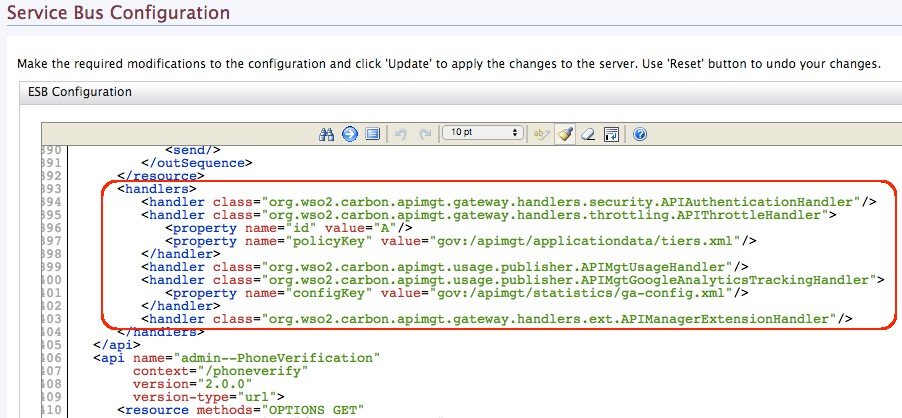 Service Bus Configuration
Make the required modifications to the configuration and click 'Update' to apply the changes to the server. Use 'Reset' button to undo your changes.
ESB Configuration
10 pt
390 <send/>
391 </outSequence>
392 </resource>
393 <handlers>
394 <handler class="org.wso2.carbon.apimgt.gateway.handlers.security.APIAuthenticationHandler"/>
395 <handler class="org.wso2.carbon.apimgt.gateway.handlers.throttling.APIThrottleHandler">
396 <property name="id" value="A"/>
397 <property name="policyKey" value="gov:/apimgt/applicationdata/tiers.xml"/>
398 </handler>
399 <handler class="org.wso2.carbon.apimgt.usage.publisher.APIMgtUsageHandler"/>
400 <handler class="org.wso2.carbon.apimgt.usage.publisher.APIMgtGoogleAnalyticsTrackingHandler">
401 <property name="configKey" value="gov:/apimgt/statistics/ga-config.xml"/>
402 </handler>
403 <handler class="org.wso2.carbon.apimgt.gateway.handlers.ext.APIManagerExtensionHandler"/>
404 </handlers>
405 </api>
406 <api name="admin--PhoneVerification"
407 context="/phoneverify"
408 version="2.0.0"
409 version-type="url">
410 <resource methods="OPTIONS GET"